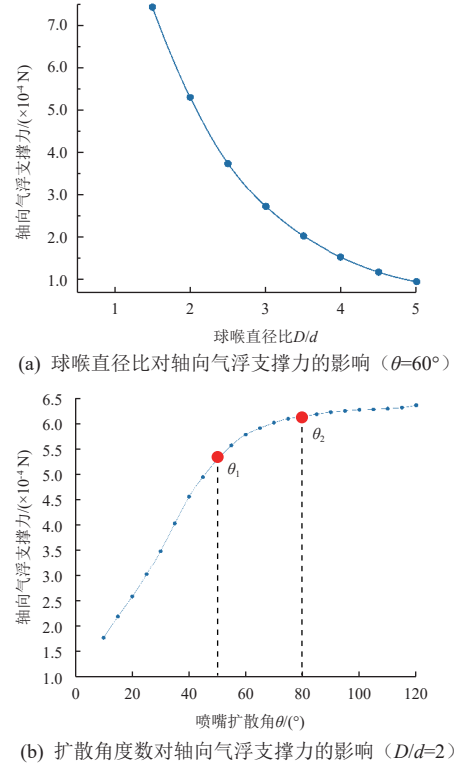 7.0
6.0
5.0
4.0
3.0
2.0
1.0
轴向气浮支撑力/(×10⁻⁴ N)
1 2 3 4 5
球喉直径比D/d
(a) 球喉直径比对轴向气浮支撑力的影响（θ=60°）
6.5
6.0
5.5
5.0
4.5
4.0
3.5
3.0
2.5
2.0
1.5
1.0
轴向气浮支撑力/(×10⁻⁴ N)
θ₁
θ₂
0 20 40 60 80 100 120
喷嘴扩散角θ/(°)
(b) 扩散角度数对轴向气浮支撑力的影响（D/d=2）